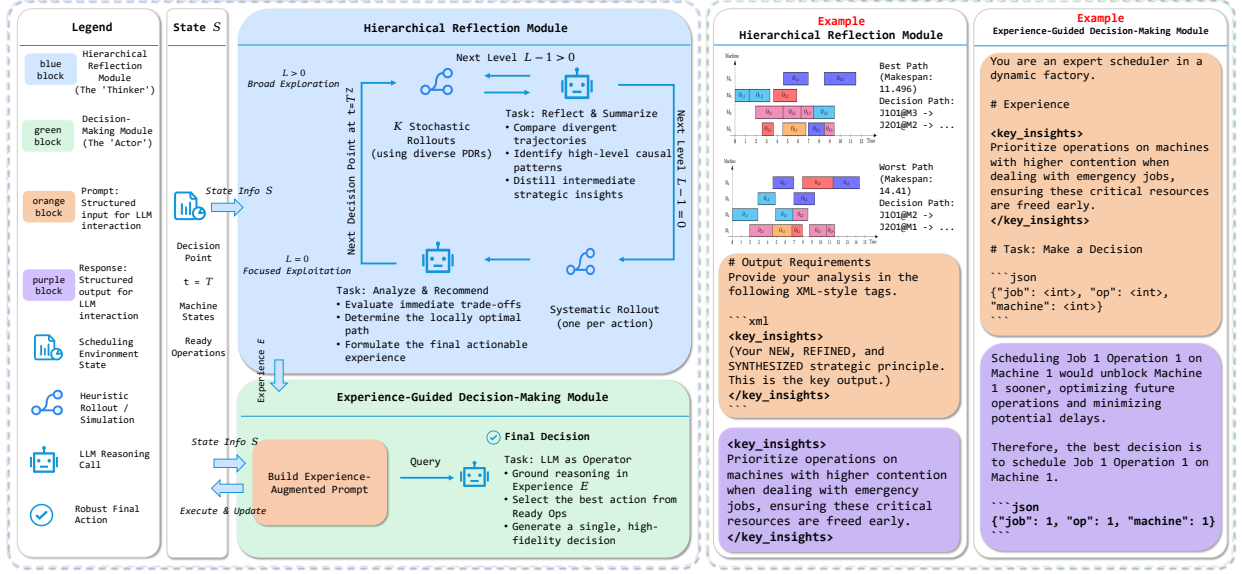 Legend
blue
block
Hierarchical
Reflection
Module
(The 'Thinker')
green
block
Decision-
Making Module
(The 'Actor')
orange
block
Prompt:
Structured
input for LLM
interaction
purple
block
Response:
Structured
output for
LLM
interaction
Scheduling
Environment
State
Heuristic
Rollout /
Simulation
LLM Reasoning
Call
Robust Final
Action
State S
Decision
Point
t = T
Machine
States
Ready
Operations
State Info S
Hierarchical Reflection Module
L>0
Broad Exploration
Next Level L−1>0
K Stochastic
Rollouts
(using diverse PDRs)
Task: Reflect & Summarize
• Compare divergent
trajectories
• Identify high-level causal
patterns
• Distill intermediate
strategic insights
Next Decision Point at t=T
Next Level L−1=0
L=0
Focused Exploitation
Task: Analyze & Recommend
• Evaluate immediate trade-offs
• Determine the locally optimal
path
• Formulate the final actionable
experience
Systematic Rollout
(one per action)
Experience E
Experience-Guided Decision-Making Module
State Info S
Execute & Update
Build Experience-
Augmented Prompt
Query
Final Decision
Task: LLM as Operator
• Ground reasoning in
Experience E
• Select the best action from
Ready Ops
• Generate a single, high-
fidelity decision
Example
Hierarchical Reflection Module
Machine
Time
Best Path
(Makespan:
11.496)
Decision Path:
J1O1@M3 ->
J2O1@M2 -> ...
Machine
Time
Worst Path
(Makespan:
14.41)
Decision Path:
J1O1@M2 ->
J2O1@M1 -> ...
# Output Requirements
Provide your analysis in the
following XML-style tags.
```xml
<key_insights>
(Your NEW, REFINED, and
SYNTHESIZED strategic principle.
This is the key output.)
</key_insights>
```
<key_insights>
Prioritize operations on
machines with higher contention
when dealing with emergency
jobs, ensuring these critical
resources are freed early.
</key_insights>
Example
Experience-Guided Decision-Making Module
You are an expert scheduler in a
dynamic factory.
# Experience
<key_insights>
Prioritize operations on machines
with higher contention when
dealing with emergency jobs,
ensuring these critical resources
are freed early.
</key_insights>
# Task: Make a Decision
```json
{"job": <int>, "op": <int>,
"machine": <int>}
```
Scheduling Job 1 Operation 1 on
Machine 1 would unblock Machine
1 sooner, optimizing future
operations and minimizing
potential delays.
Therefore, the best decision is
to schedule Job 1 Operation 1 on
Machine 1.
```json
{"job": 1, "op": 1, "machine": 1}
```